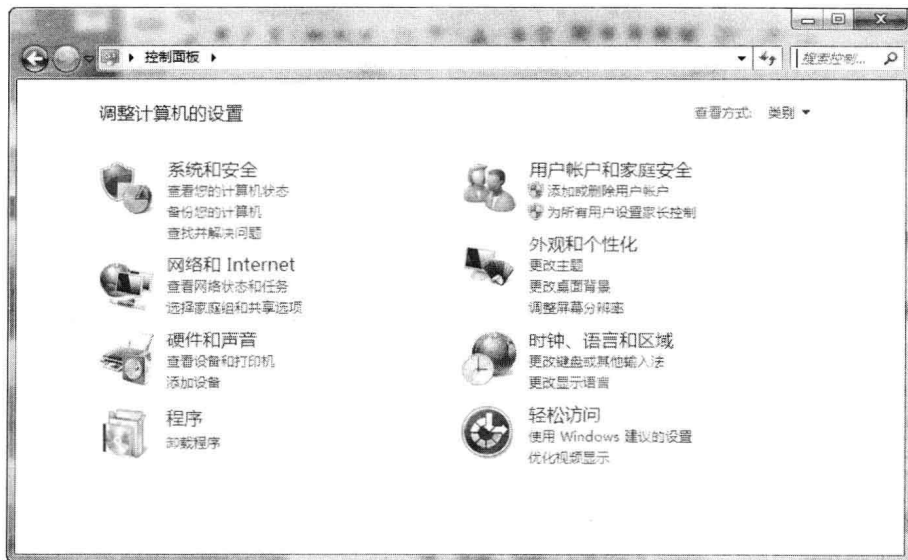 控制面板
搜索控制...
调整计算机的设置
查看方式: 类别
系统和安全
查看您的计算机状态
备份您的计算机
查找并解决问题
网络和 Internet
查看网络状态和任务
选择家庭组和共享选项
硬件和声音
查看设备和打印机
添加设备
程序
卸载程序
用户帐户和家庭安全
添加或删除用户帐户
为所有用户设置家长控制
外观和个性化
更改主题
更改桌面背景
调整屏幕分辨率
时钟、语言和区域
更改键盘或其他输入法
更改显示语言
轻松访问
使用 Windows 建议的设置
优化视频显示